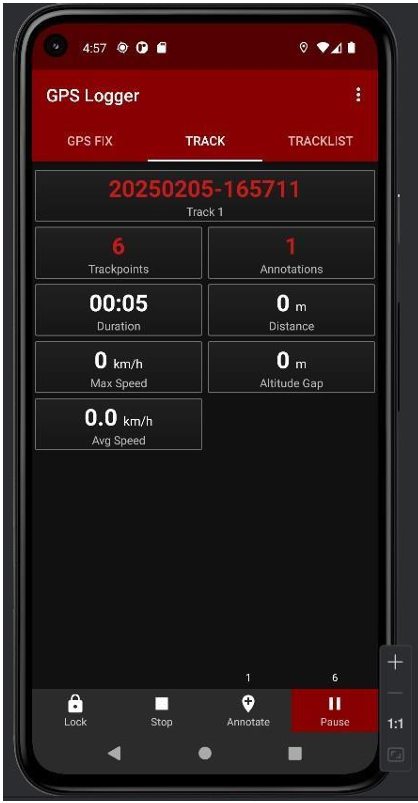 4:57
GPS Logger
GPS FIX TRACK TRACKLIST
20250205-165711
Track 1
6 1
Trackpoints Annotations
00:05 0 m
Duration Distance
0 km/h 0 m
Max Speed Altitude Gap
0.0 km/h
Avg Speed
1 6
Lock Stop Annotate Pause
1:1